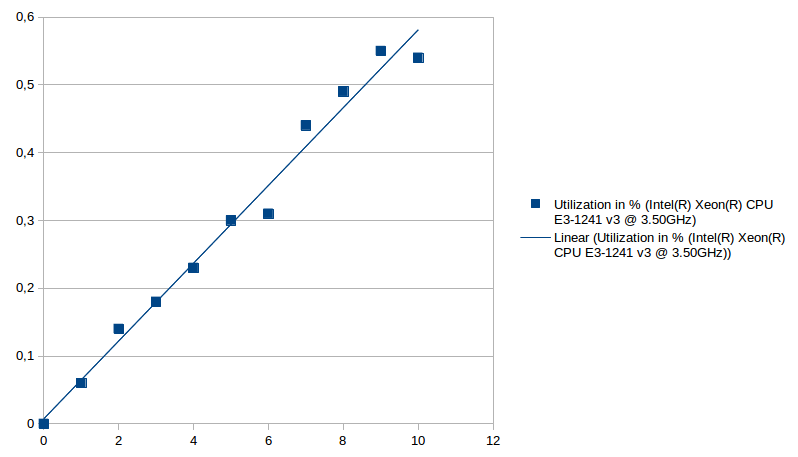 0,6
0,5
0,4
0,3
0,2
0,1
0
0 2 4 6 8 10 12
Utilization in % (Intel(R) Xeon(R) CPU
E3-1241 v3 @ 3.50GHz)
Linear (Utilization in % (Intel(R) Xeon(R)
CPU E3-1241 v3 @ 3.50GHz))